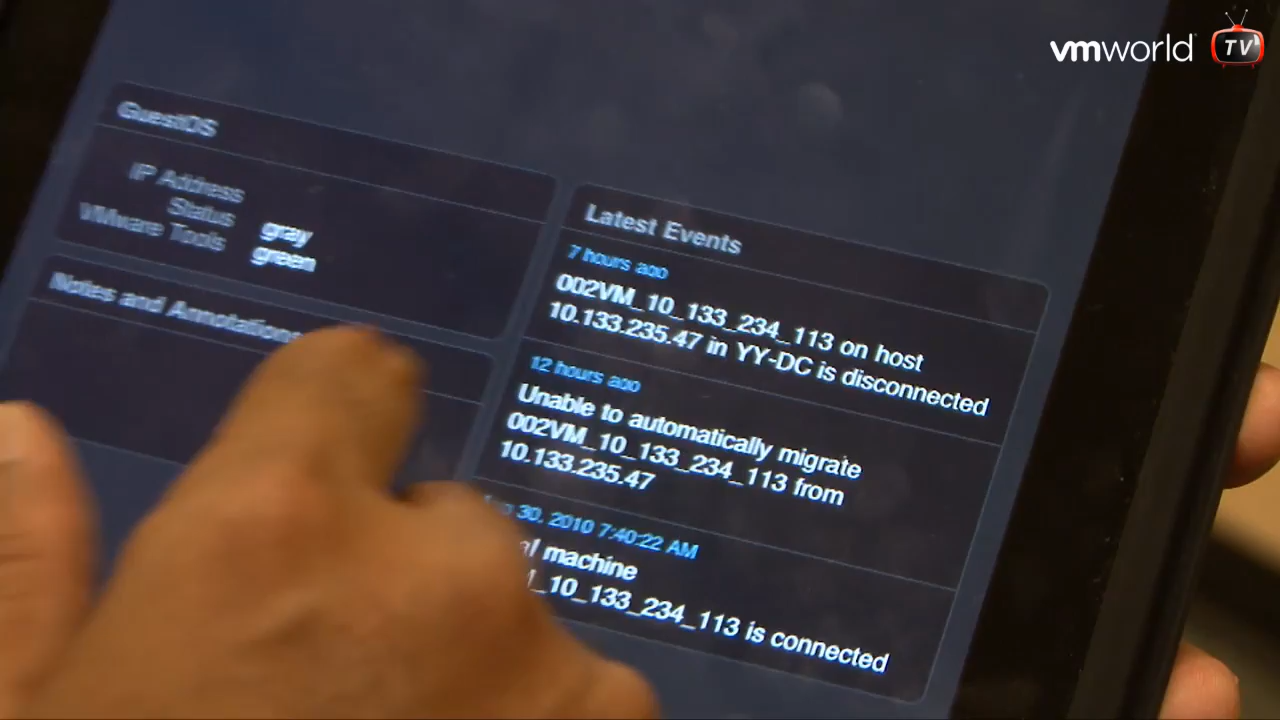 vmworld TV
GuestOS
IP Address
Status gray
VMware Tools green
Notes and Annotations
Latest Events
7 hours ago
002VM_10_133_234_113 on host
10.133.235.47 in YY-DC is disconnected
12 hours ago
Unable to automatically migrate
002VM_10_133_234_113 from
10.133.235.47
30, 2010 7:40:22 AM
machine
_10_133_234_113 is connected